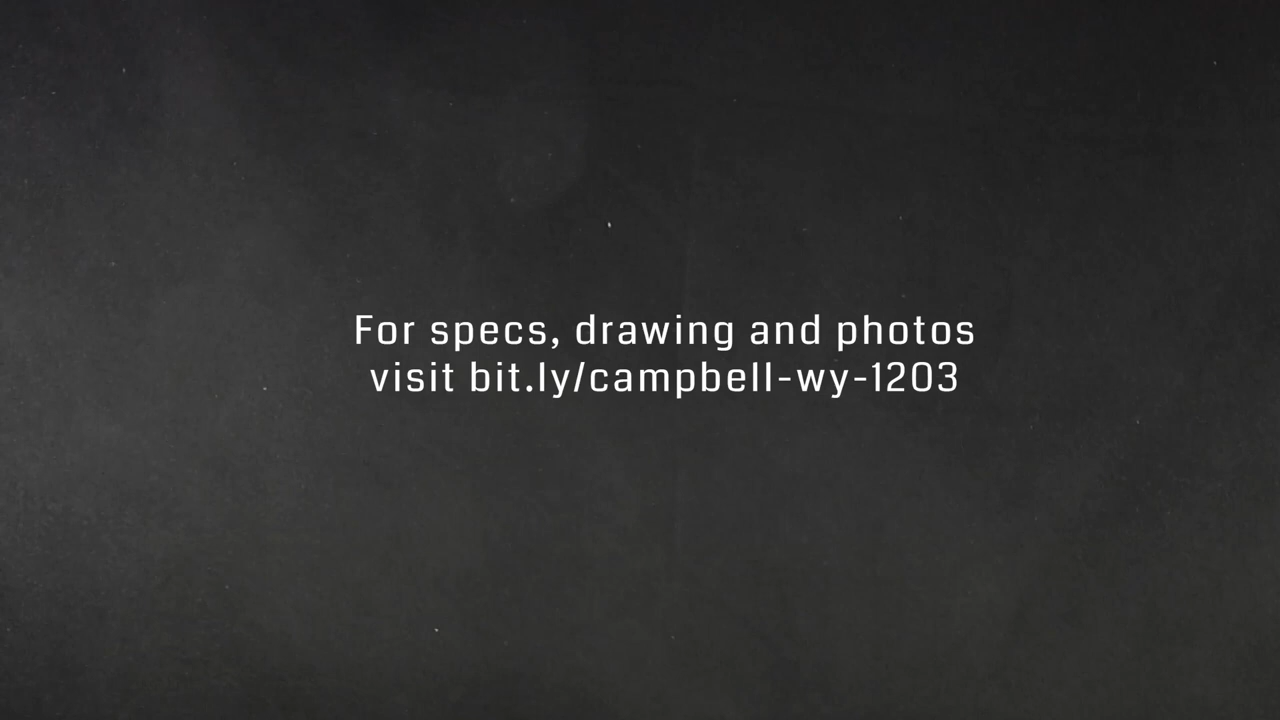 For specs, drawing and photos
visit bit.ly/campbell-wy-1203